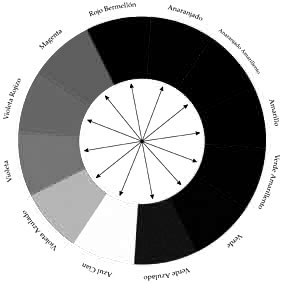 Rojo Bermellón
Anaranjado
Anaranjado Amarillento
Amarillo
Verde Amarillento
Verde
Verde Azulado
Azul Cian
Violeta Azulado
Violeta
Violeta Rojizo
Magenta